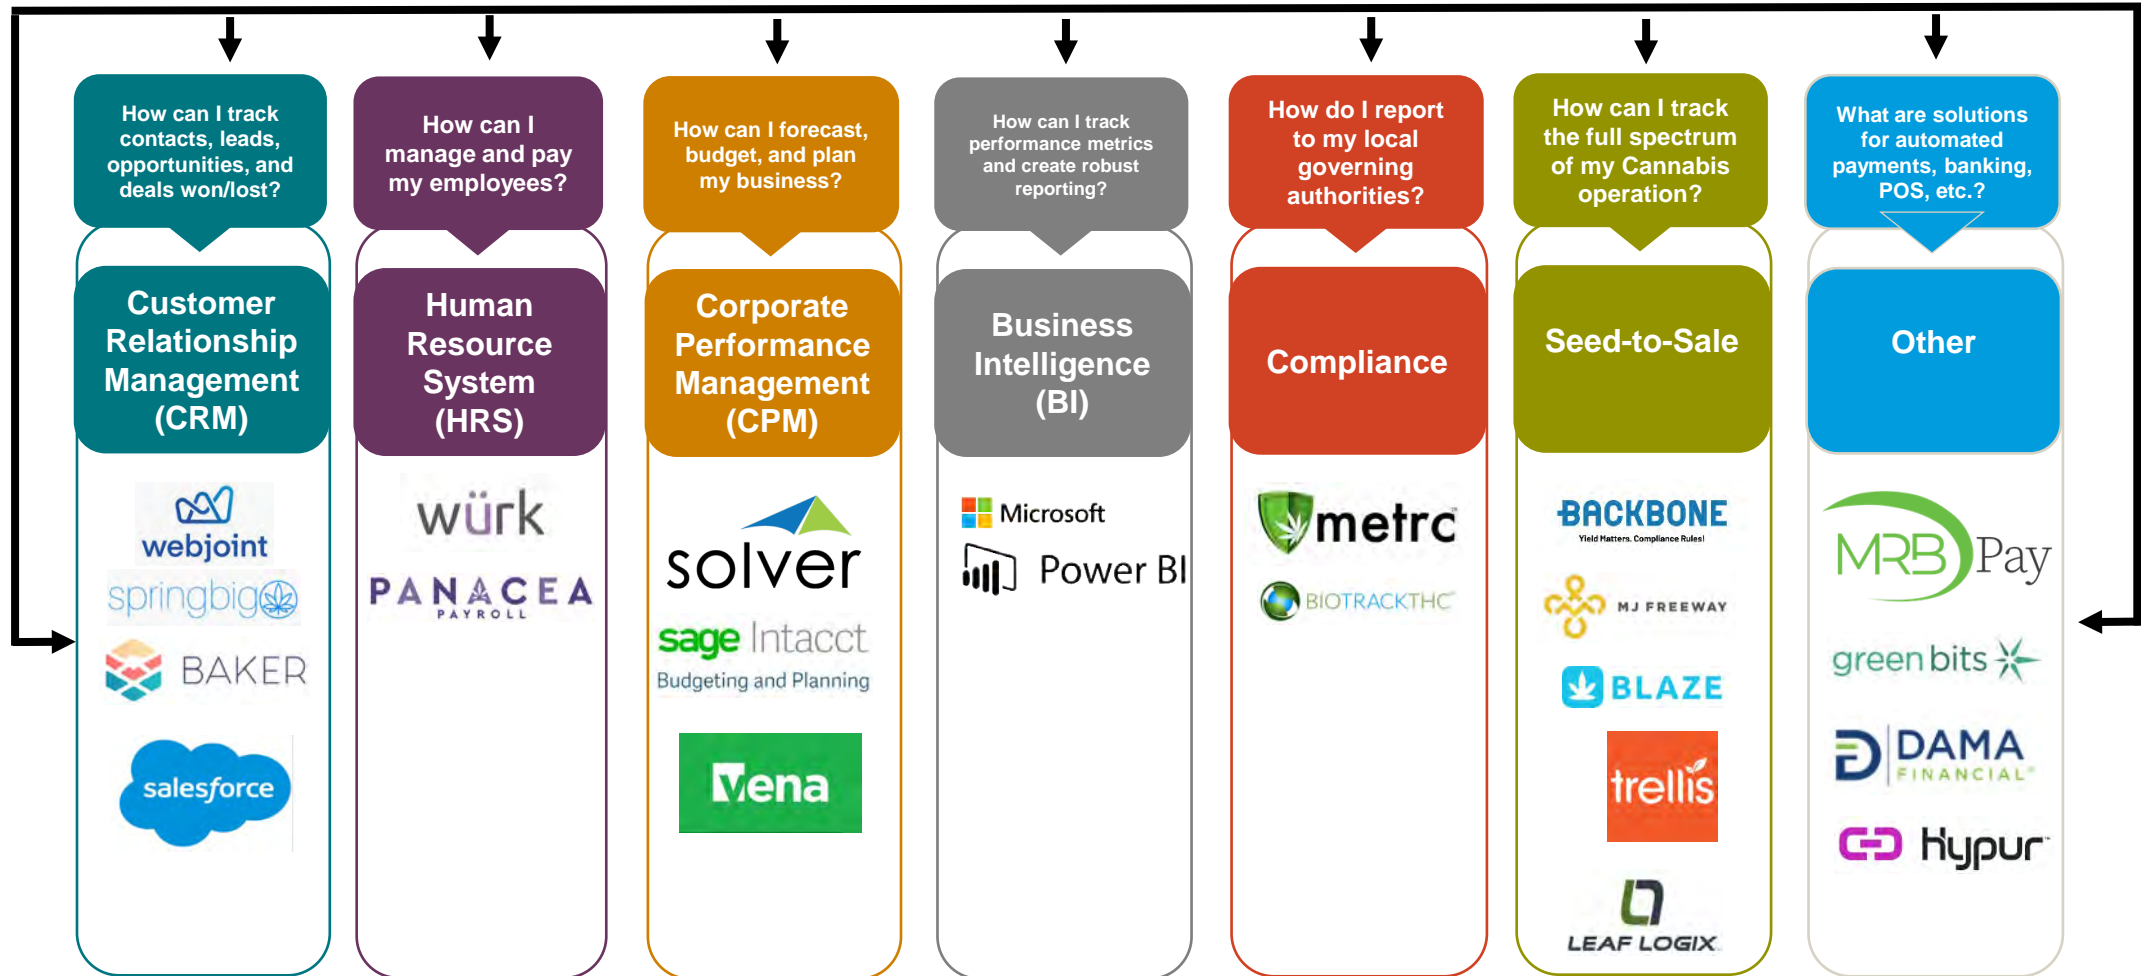 How can I track
contacts, leads,
opportunities, and
deals won/lost?
Customer
Relationship
Management
(CRM)
webjoint
springbig
BAKER
salesforce
How can I
manage and pay
my employees?
Human
Resource
System
(HRS)
würk
PANACEA
PAYROLL
How can I forecast,
budget, and plan
my business?
Corporate
Performance
Management
(CPM)
solver
sage Intacct
Budgeting and Planning
vena
How can I track
performance metrics
and create robust
reporting?
Business
Intelligence
(BI)
Microsoft
Power BI
How do I report
to my local
governing
authorities?
Compliance
metrc
BIOTRACKTHC
How can I track
the full spectrum
of my Cannabis
operation?
Seed-to-Sale
BACKBONE
Yield Matters. Compliance Rules!
MJ FREEWAY
BLAZE
trellis
LEAF LOGIX
What are solutions
for automated
payments, banking,
POS, etc.?
Other
MRB Pay
greenbits
DAMA
FINANCIAL®
Hypur